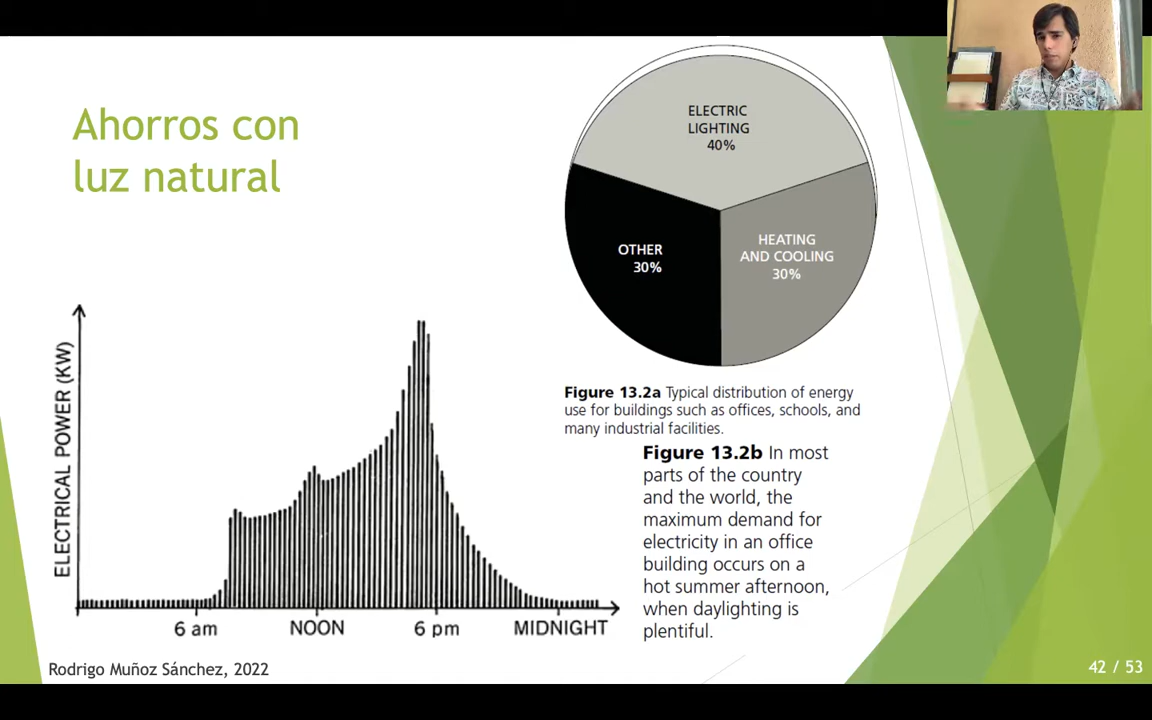 Ahorros con
luz natural
ELECTRIC
LIGHTING
40%
OTHER
30%
HEATING
AND COOLING
30%
Figure 13.2a Typical distribution of energy
use for buildings such as offices, schools, and
many industrial facilities.
Figure 13.2b In most
parts of the country
and the world, the
maximum demand for
electricity in an office
building occurs on a
hot summer afternoon,
when daylighting is
plentiful.
ELECTRICAL POWER (KW)
6 am
NOON
6 pm
MIDNIGHT
Rodrigo Muñoz Sánchez, 2022
42 / 53